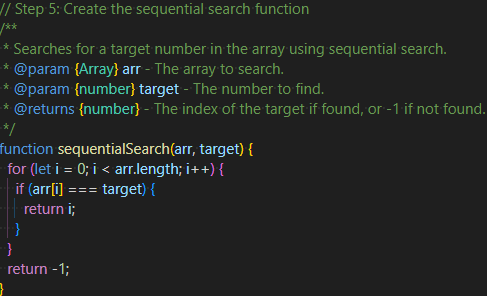 // Step 5: Create the sequential search function
/**
 * Searches for a target number in the array using sequential search.
 * @param {Array} arr - The array to search.
 * @param {number} target - The number to find.
 * @returns {number} - The index of the target if found, or -1 if not found.
 */
function sequentialSearch(arr, target) {
  for (let i = 0; i < arr.length; i++) {
    if (arr[i] === target) {
      return i;
    }
  }
  return -1;
}